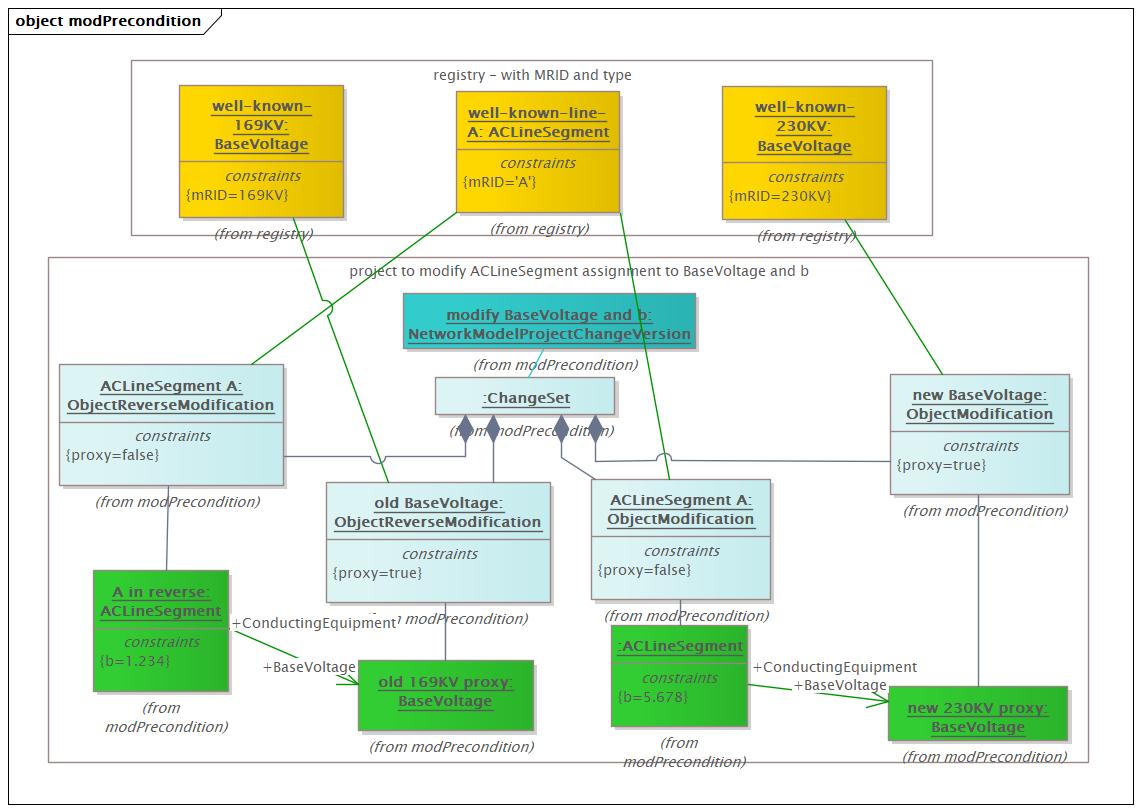 object modPrecondition
registry - with MRID and type
well-known-
169KV:
BaseVoltage
constraints
{mRID=169KV}
(from registry)
well-known-line-
A: ACLineSegment
constraints
{mRID='A'}
(from registry)
well-known-
230KV:
BaseVoltage
constraints
{mRID=230KV}
(from registry)
project to modify ACLineSegment assignment to BaseVoltage and b
modify BaseVoltage and b:
NetworkModelProjectChangeVersion
(from modPrecondition)
:ChangeSet
(from modPrecondition)
ACLineSegment A:
ObjectReverseModification
constraints
{proxy=false}
(from modPrecondition)
old BaseVoltage:
ObjectReverseModification
constraints
{proxy=true}
modPrecondition)
ACLineSegment A:
ObjectModification
constraints
{proxy=false}
(from modPrecondition)
new BaseVoltage:
ObjectModification
constraints
{proxy=true}
(from modPrecondition)
A in reverse:
ACLineSegment
constraints
{b=1.234}
(from
modPrecondition)
+ConductingEquipment
+BaseVoltage
old 169KV proxy:
BaseVoltage
(from modPrecondition)
:ACLineSegment
constraints
{b=5.678}
(from
modPrecondition)
+ConductingEquipment
+BaseVoltage
new 230KV proxy:
BaseVoltage
(from modPrecondition)